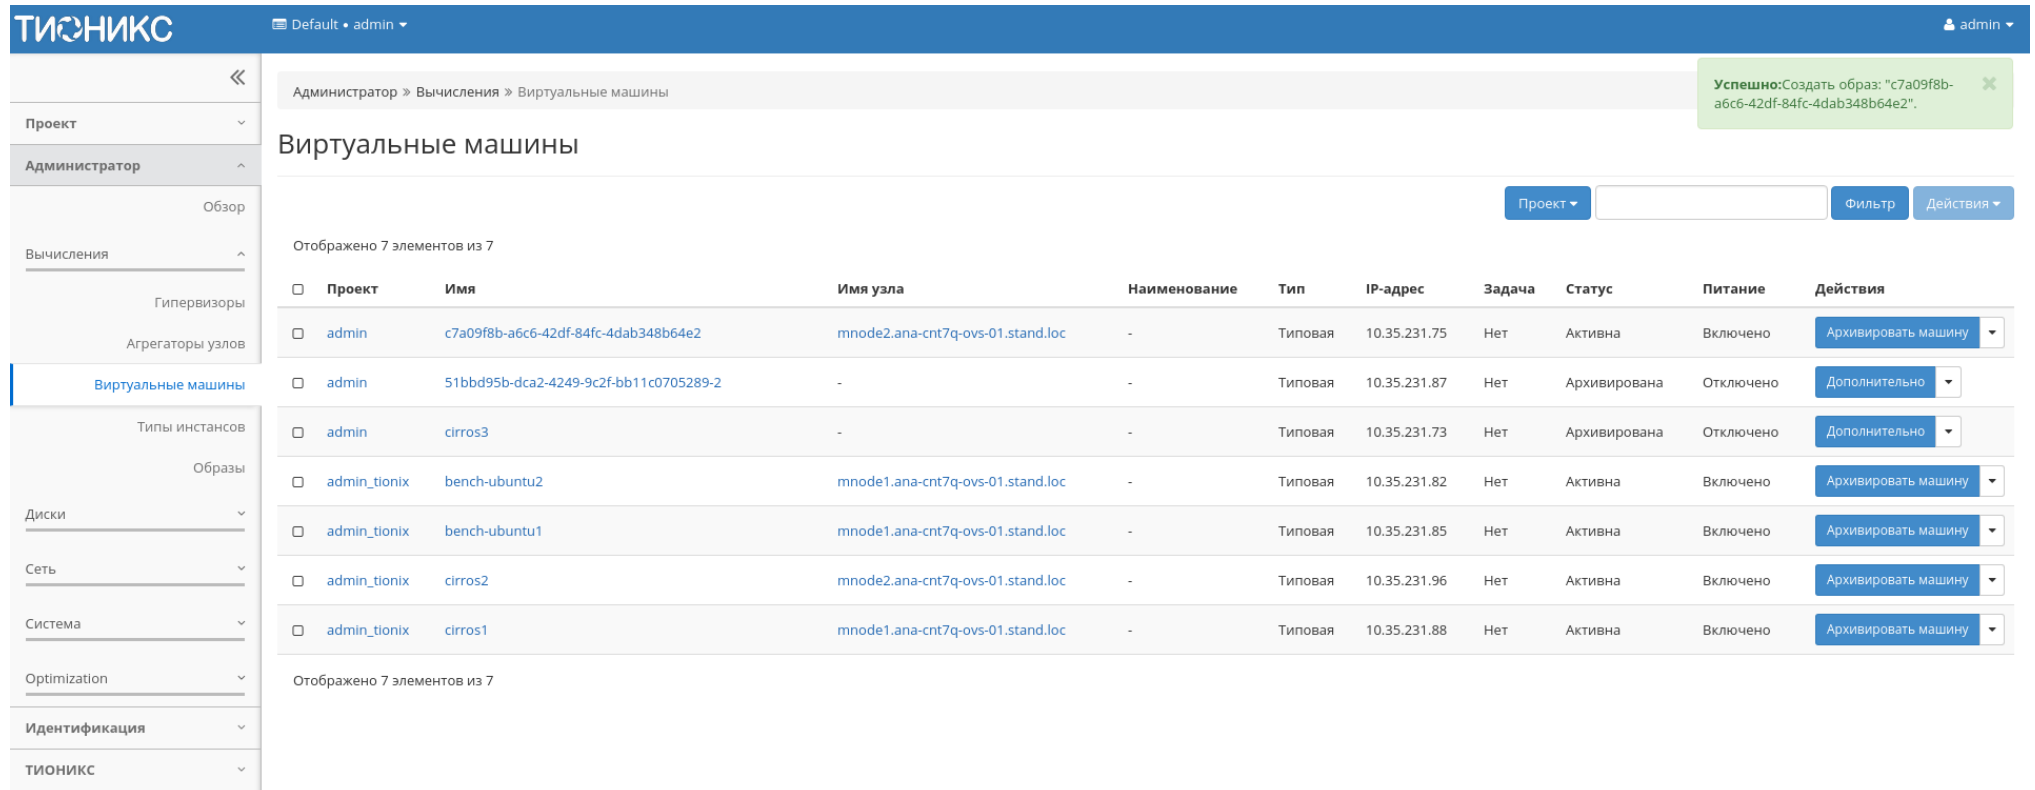 ТИОНИКС
Default • admin
admin
Администратор » Вычисления » Виртуальные машины
Успешно:Создать образ: "c7a09f8b-
a6c6-42df-84fc-4dab348b64e2".
Проект
Администратор
Обзор
Вычисления
Гипервизоры
Агрегаторы узлов
Виртуальные машины
Типы инстансов
Образы
Диски
Сеть
Система
Optimization
Идентификация
ТИОНИКС
Виртуальные машины
Проект Фильтр Действия
Отображено 7 элементов из 7
Проект Имя Имя узла Наименование Тип IP-адрес Задача Статус Питание Действия
admin c7a09f8b-a6c6-42df-84fc-4dab348b64e2 mnode2.ana-cnt7q-ovs-01.stand.loc - Типовая 10.35.231.75 Нет Активна Включено Архивировать машину
admin 51bbd95b-dca2-4249-9c2f-bb11c0705289-2 - - Типовая 10.35.231.87 Нет Архивирована Отключено Дополнительно
admin cirros3 - - Типовая 10.35.231.73 Нет Архивирована Отключено Дополнительно
admin_tionix bench-ubuntu2 mnode1.ana-cnt7q-ovs-01.stand.loc - Типовая 10.35.231.82 Нет Активна Включено Архивировать машину
admin_tionix bench-ubuntu1 mnode1.ana-cnt7q-ovs-01.stand.loc - Типовая 10.35.231.85 Нет Активна Включено Архивировать машину
admin_tionix cirros2 mnode2.ana-cnt7q-ovs-01.stand.loc - Типовая 10.35.231.96 Нет Активна Включено Архивировать машину
admin_tionix cirros1 mnode1.ana-cnt7q-ovs-01.stand.loc - Типовая 10.35.231.88 Нет Активна Включено Архивировать машину
Отображено 7 элементов из 7